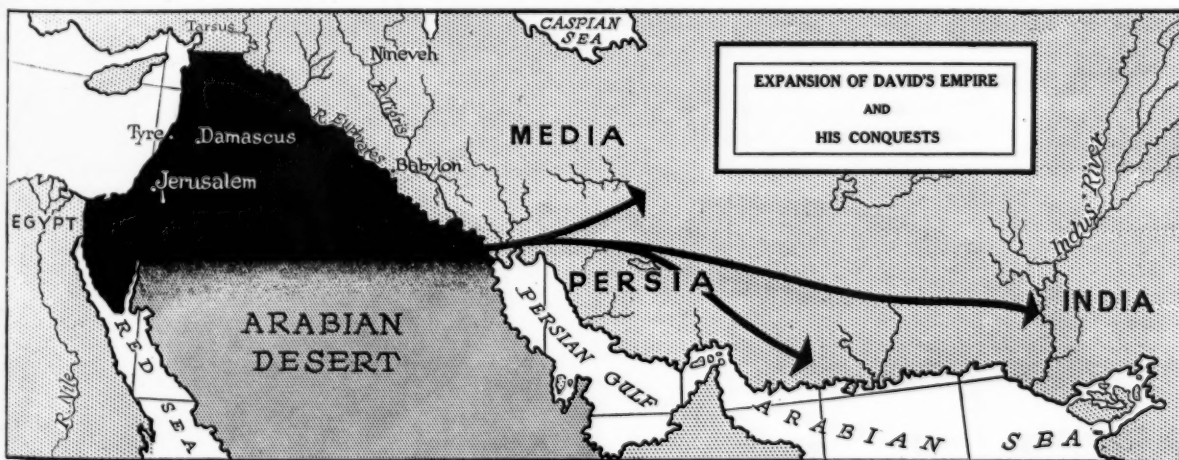 Tarsus
Nineveh
CASPIAN
SEA
EXPANSION OF DAVID'S EMPIRE
AND
HIS CONQUESTS
R. Tigris
Tyre
Damascus
R. Euphrates
MEDIA
Babylon
Jerusalem
EGYPT
Indus' River
PERSIA
INDIA
ARABIAN
DESERT
PERSIAN
GULF
RED
SEA
R. Nile
ARABIAN SEA